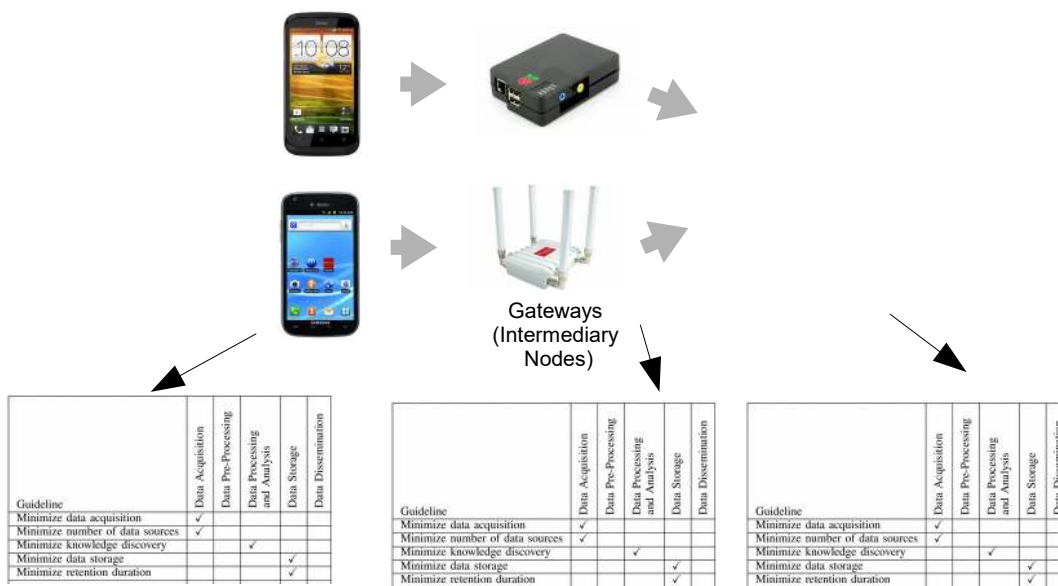 10 08
Gateways
(Intermediary
Nodes)
Guideline
Data Acquisition
Data Pre-Processing
Data Processing
and Analysis
Data Storage
Data Dissemination
Minimize data acquisition ✓
Minimize number of data sources ✓
Minimize knowledge discovery ✓
Minimize data storage ✓
Minimize retention duration ✓
Guideline
Data Acquisition
Data Pre-Processing
Data Processing
and Analysis
Data Storage
Data Dissemination
Minimize data acquisition ✓
Minimize number of data sources ✓
Minimize knowledge discovery ✓
Minimize data storage ✓
Minimize retention duration ✓
Guideline
Data Acquisition
Data Pre-Processing
Data Processing
and Analysis
Data Storage
Data Dissemination
Minimize data acquisition ✓
Minimize number of data sources ✓
Minimize knowledge discovery ✓
Minimize data storage ✓
Minimize retention duration ✓